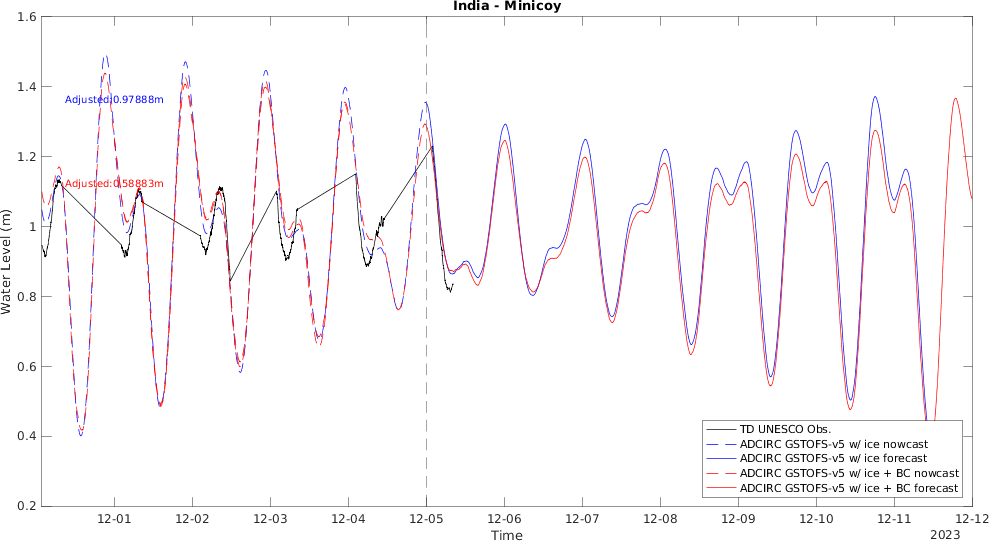 India - Minicoy
1.6
1.4
1.2
1
0.8
0.6
0.4
0.2
Water Level (m)
Adjusted:0.97888m
Adjusted:0.58883m
TD UNESCO Obs.
ADCIRC GSTOFS-v5 w/ ice nowcast
ADCIRC GSTOFS-v5 w/ ice forecast
ADCIRC GSTOFS-v5 w/ ice + BC nowcast
ADCIRC GSTOFS-v5 w/ ice + BC forecast
12-01 12-02 12-03 12-04 12-05 12-06 12-07 12-08 12-09 12-10 12-11 12-12
Time
2023